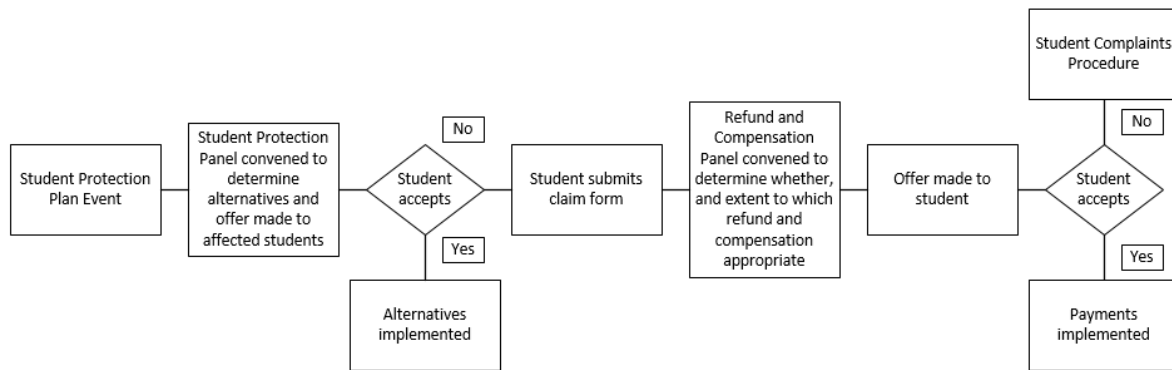 Student Protection
Plan Event
Student Protection
Panel convened to
determine
alternatives and
offer made to
affected students
No
Student
accepts
Yes
Alternatives
implemented
Student submits
claim form
Refund and
Compensation
Panel convened to
determine whether,
and extent to which
refund and
compensation
appropriate
Offer made to
student
Student Complaints
Procedure
No
Student
accepts
Yes
Payments
implemented